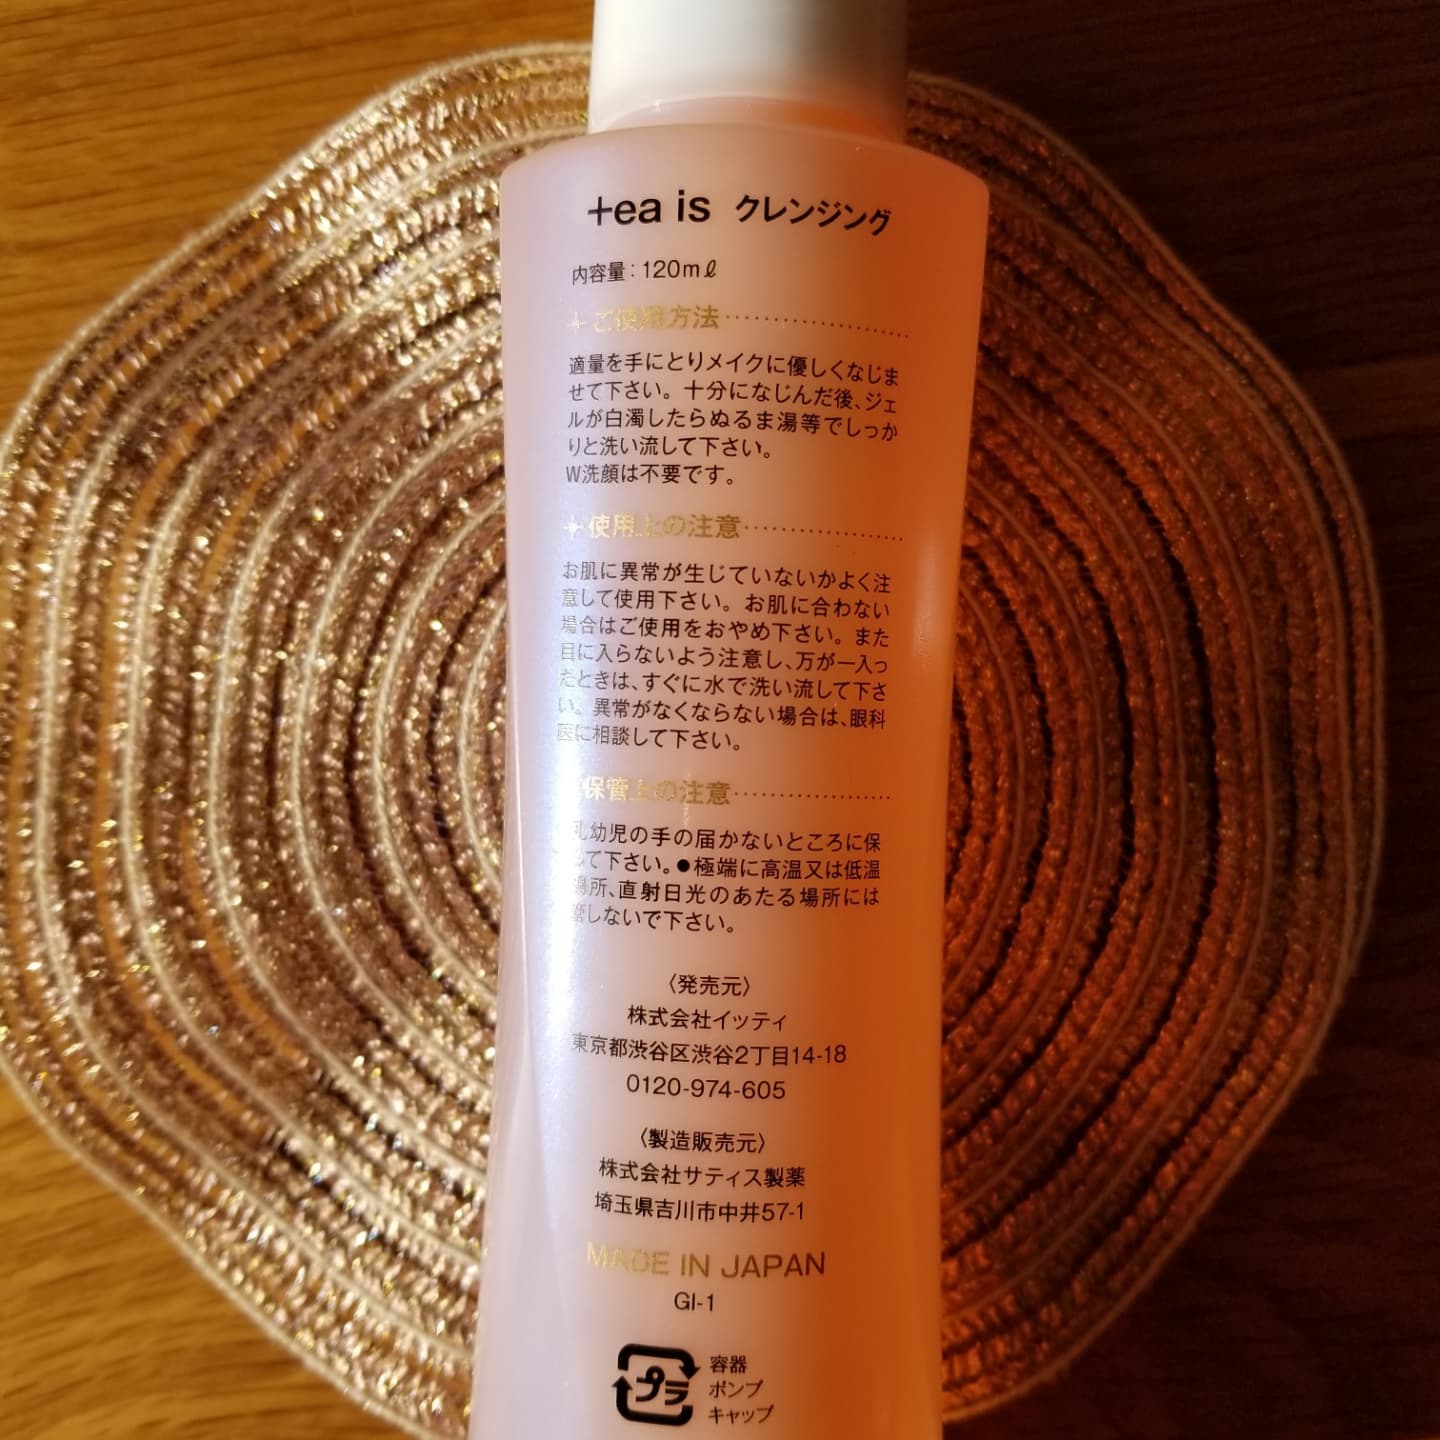 +ea is クレンジング
内容量:120mℓ
ご使用方法
適量を手にとりメイクに優しくなじま
せて下さい。十分になじんだ後、ジェ
ルが白濁したらぬるま湯等でしっか
りと洗い流して下さい。
W洗顔は不要です。
使用上の注意
お肌に異常が生じていないかよく注
意して使用下さい。お肌に合わない
場合はご使用をおやめ下さい。また
目に入らないよう注意し、万が一入っ
たときは、すぐに水で洗い流して下さ
い。異常がなくならない場合は、眼科
医に相談して下さい。
保管上の注意
乳幼児の手の届かないところに保
して下さい。●極端に高温又は低温
場所、直射日光のあたる場所には
管しないで下さい。
〈発売元〉
株式会社イッティ
東京都渋谷区渋谷2丁目14-18
0120-974-605
〈製造販売元〉
株式会社サティス製薬
埼玉県吉川市中井57-1
MADE IN JAPAN
GI-1
プラ
容器
ポンプ
キャップ